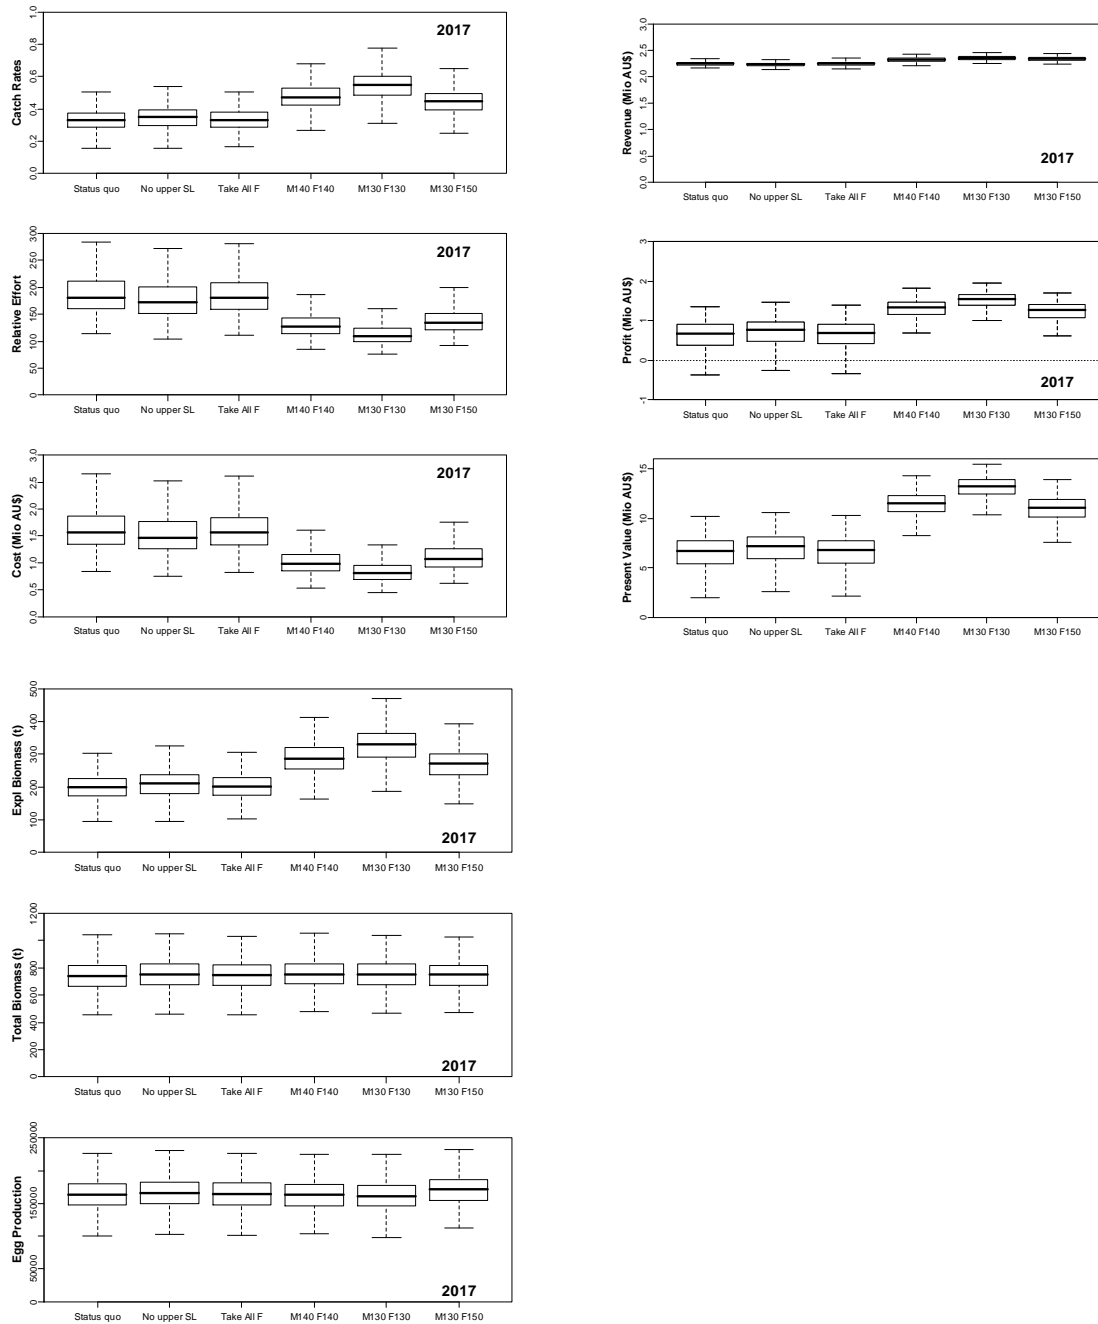 2017
Catch Rates
0.0 0.2 0.4 0.6 0.8 1.0
Status quo No upper SL Take All F M140 F140 M130 F130 M130 F150
2017
Relative Effort
0 50 100 150 200 250 300
Status quo No upper SL Take All F M140 F140 M130 F130 M130 F150
2017
Cost (Mio AU$)
0.0 0.5 1.0 1.5 2.0 2.5 3.0
Status quo No upper SL Take All F M140 F140 M130 F130 M130 F150
Expl Biomass (t)
0 100 200 300 400 500
2017
Status quo No upper SL Take All F M140 F140 M130 F130 M130 F150
Total Biomass (t)
0 200 400 600 800 1200
2017
Status quo No upper SL Take All F M140 F140 M130 F130 M130 F150
Egg Production
0 50000 150000 250000
2017
Status quo No upper SL Take All F M140 F140 M130 F130 M130 F150
Revenue (Mio AU$)
0.0 0.5 1.0 1.5 2.0 2.5 3.0
2017
Status quo No upper SL Take All F M140 F140 M130 F130 M130 F150
Profit (Mio AU$)
-1 0 1 2 3
2017
Status quo No upper SL Take All F M140 F140 M130 F130 M130 F150
Present Value (Mio AU$)
0 5 10 15
Status quo No upper SL Take All F M140 F140 M130 F130 M130 F150